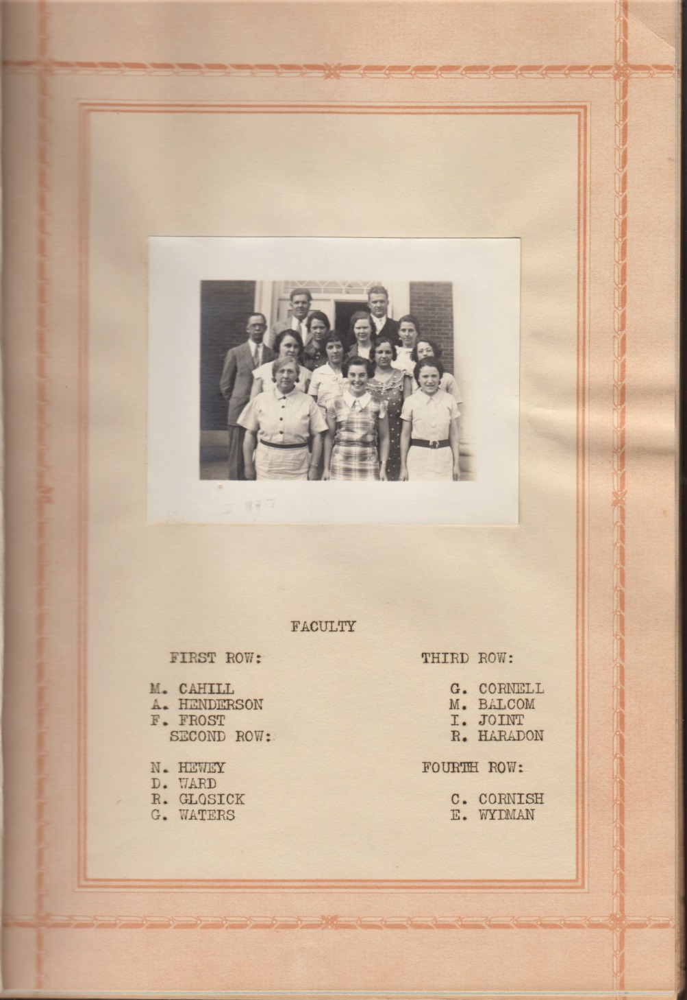 FACULTY
FIRST ROW:
M. CAHILL
A. HENDERSON
F. FROST
SECOND ROW:
N. HEWEY
D. WARD
R. GLOSICK
G. WATERS
THIRD ROW:
G. CORNELL
M. BALCOM
I. JOINT
R. HARADON
FOURTH ROW:
C. CORNISH
E. WYDMAN